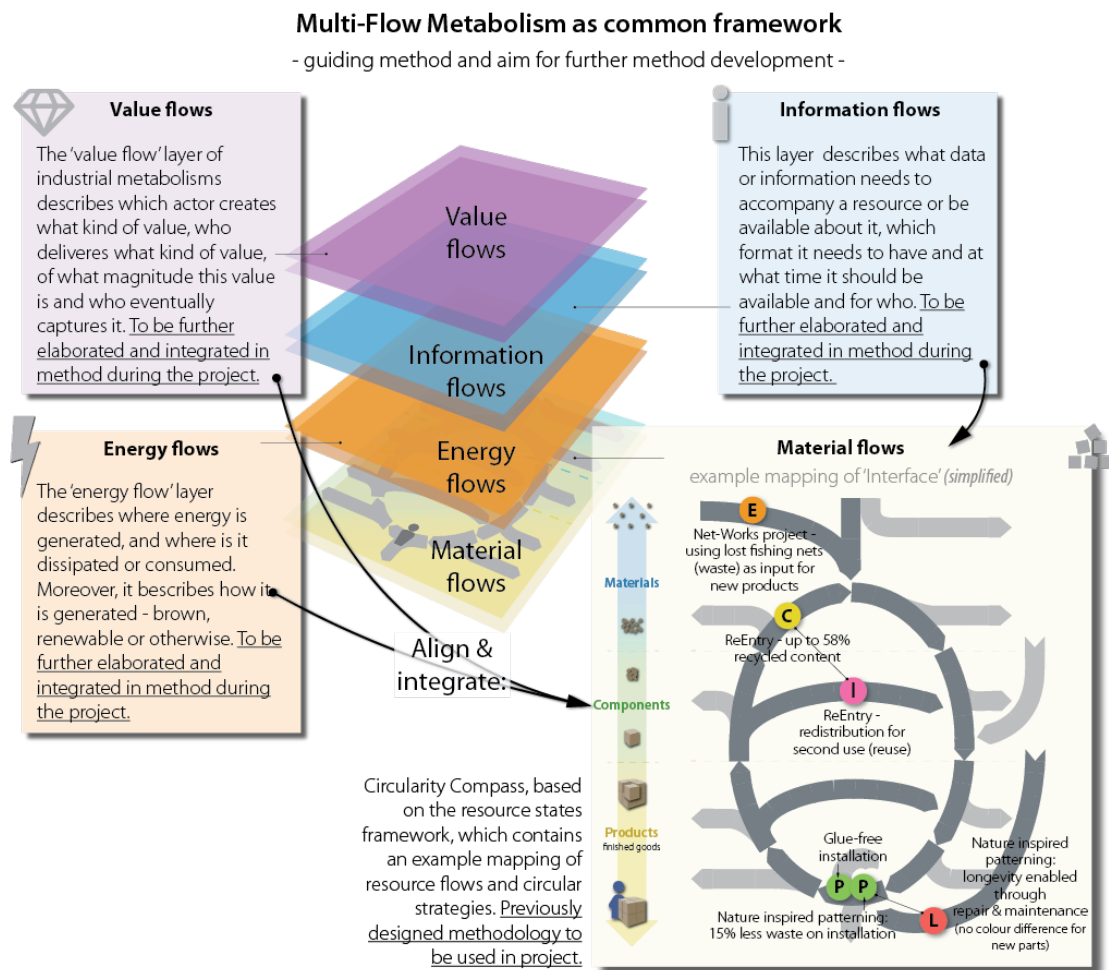 Multi-Flow Metabolism as common framework
- guiding method and aim for further method development -
Value flows
The 'value flow' layer of
industrial metabolisms
describes which actor creates
what kind of value, who
deliveres what kind of value,
of what magnitude this value
is and who eventually
captures it. To be further
elaborated and integrated in
method during the project.
Information flows
This layer describes what data
or information needs to
accompany a resource or be
available about it, which
format it needs to have and at
what time it should be
available and for who. To be
further elaborated and
integrated in method during
the project.
Value
flows
Information
flows
Energy
flows
Material
flows
Energy flows
The 'energy flow' layer
describes where energy is
generated, and where is it
dissipated or consumed.
Moreover, it bescribes how it
is generated - brown,
renewable or otherwise. To be
further elaborated and
integrated in method during
the project.
Align &
integrate:
Material flows
example mapping of 'Interface' (simplified)
Materials
Components
Products
finished goods
E
Net-Works project -
using lost fishing nets
(waste) as input for
new products
C
ReEntry - up to 58%
recycled content
I
ReEntry -
redistribution for
second use (reuse)
Glue-free
installation
P P
Nature inspired patterning:
15% less waste on installation
Nature inspired
patterning:
longevity enabled
through
repair & maintenance
(no colour difference for
new parts)
L
Circularity Compass, based
on the resource states
framework, which contains
an example mapping of
resource flows and circular
strategies. Previously
designed methodology to
be used in project.